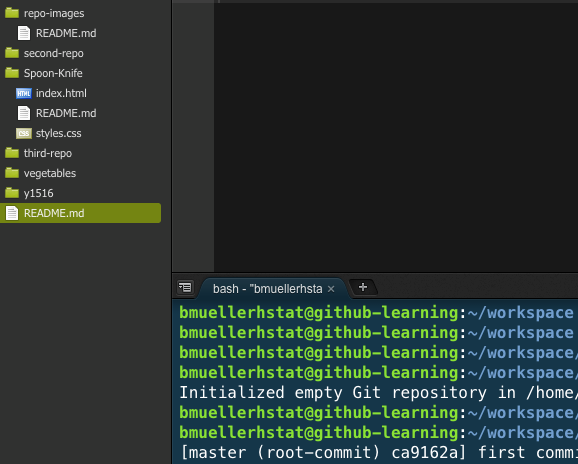 repo-images
README.md
second-repo
Spoon-Knife
HTML index.html
README.md
CSS styles.css
third-repo
vegetables
y1516
README.md
bash - "bmuellerhsta × +
bmuellerhstat@github-learning:~/workspace
bmuellerhstat@github-learning:~/workspace
bmuellerhstat@github-learning:~/workspace/
bmuellerhstat@github-learning:~/workspace/
Initialized empty Git repository in /home/
bmuellerhstat@github-learning:~/workspace/
bmuellerhstat@github-learning:~/workspace/
[master (root-commit) ca9162a] first commi